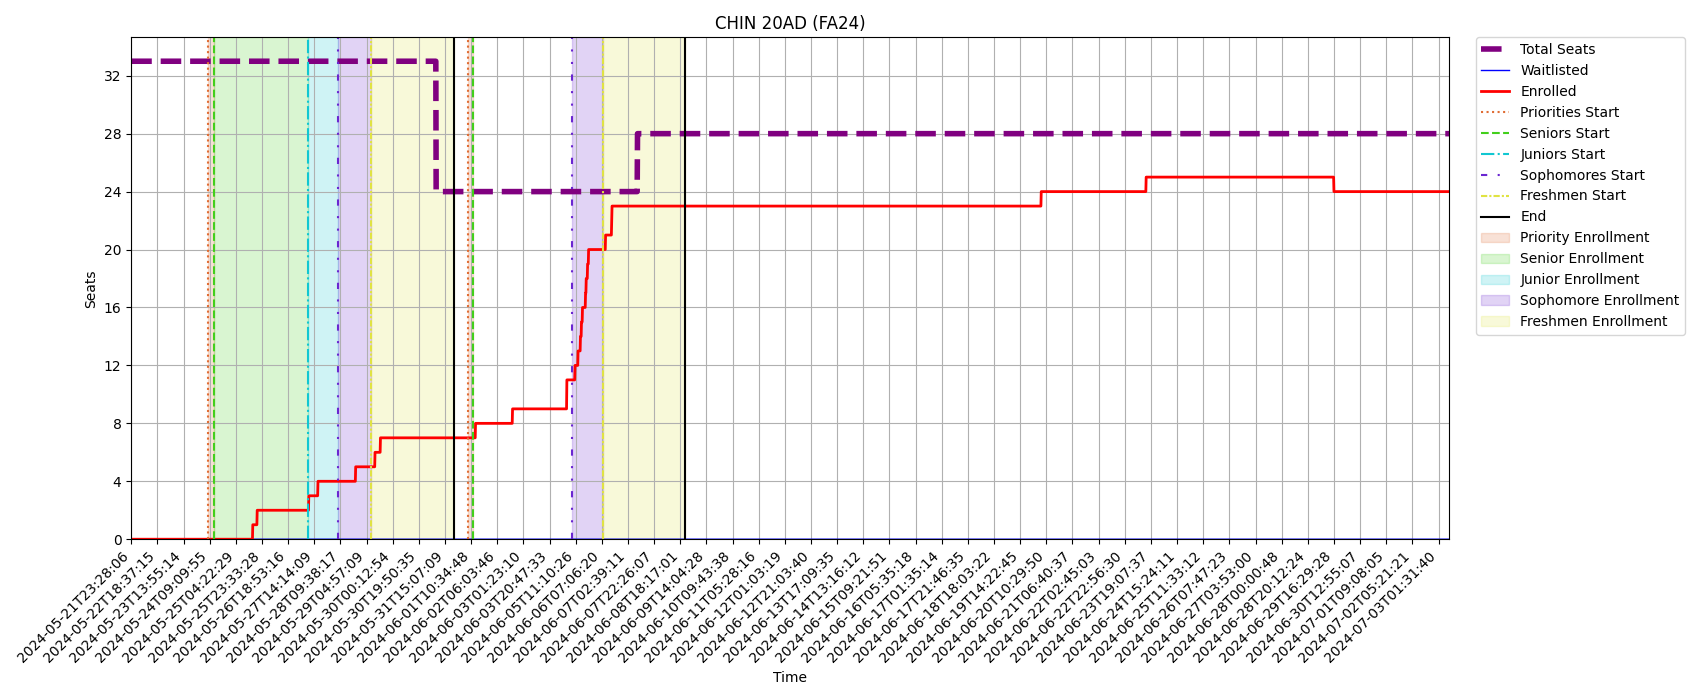 CHIN 20AD (FA24)
Seats
32
28
24
20
16
12
8
4
0
2024-05-21T23:28:06
2024-05-22T18:37:15
2024-05-23T13:55:14
2024-05-24T09:09:55
2024-05-25T04:22:29
2024-05-25T23:33:28
2024-05-26T18:53:16
2024-05-27T14:14:09
2024-05-28T09:38:17
2024-05-29T04:57:09
2024-05-30T00:12:54
2024-05-30T19:50:35
2024-05-31T15:07:09
2024-06-01T10:34:48
2024-06-02T06:03:46
2024-06-03T01:23:10
2024-06-03T20:47:33
2024-06-05T11:10:26
2024-06-06T07:06:20
2024-06-07T02:39:11
2024-06-07T22:26:07
2024-06-08T18:17:01
2024-06-09T14:04:28
2024-06-10T09:43:38
2024-06-11T05:28:16
2024-06-12T01:03:19
2024-06-12T21:03:40
2024-06-13T17:09:35
2024-06-14T13:16:12
2024-06-15T09:21:51
2024-06-16T05:35:18
2024-06-17T01:35:14
2024-06-17T21:46:35
2024-06-18T18:03:22
2024-06-19T14:22:45
2024-06-20T10:29:50
2024-06-21T06:40:37
2024-06-22T02:45:03
2024-06-22T22:56:30
2024-06-23T19:07:37
2024-06-24T15:24:11
2024-06-25T11:33:12
2024-06-26T07:47:23
2024-06-27T03:53:00
2024-06-28T00:00:48
2024-06-28T20:12:24
2024-06-29T16:29:28
2024-06-30T12:55:07
2024-07-01T09:08:05
2024-07-02T05:21:21
2024-07-03T01:31:40
Time
Total Seats
Waitlisted
Enrolled
Priorities Start
Seniors Start
Juniors Start
Sophomores Start
Freshmen Start
End
Priority Enrollment
Senior Enrollment
Junior Enrollment
Sophomore Enrollment
Freshmen Enrollment